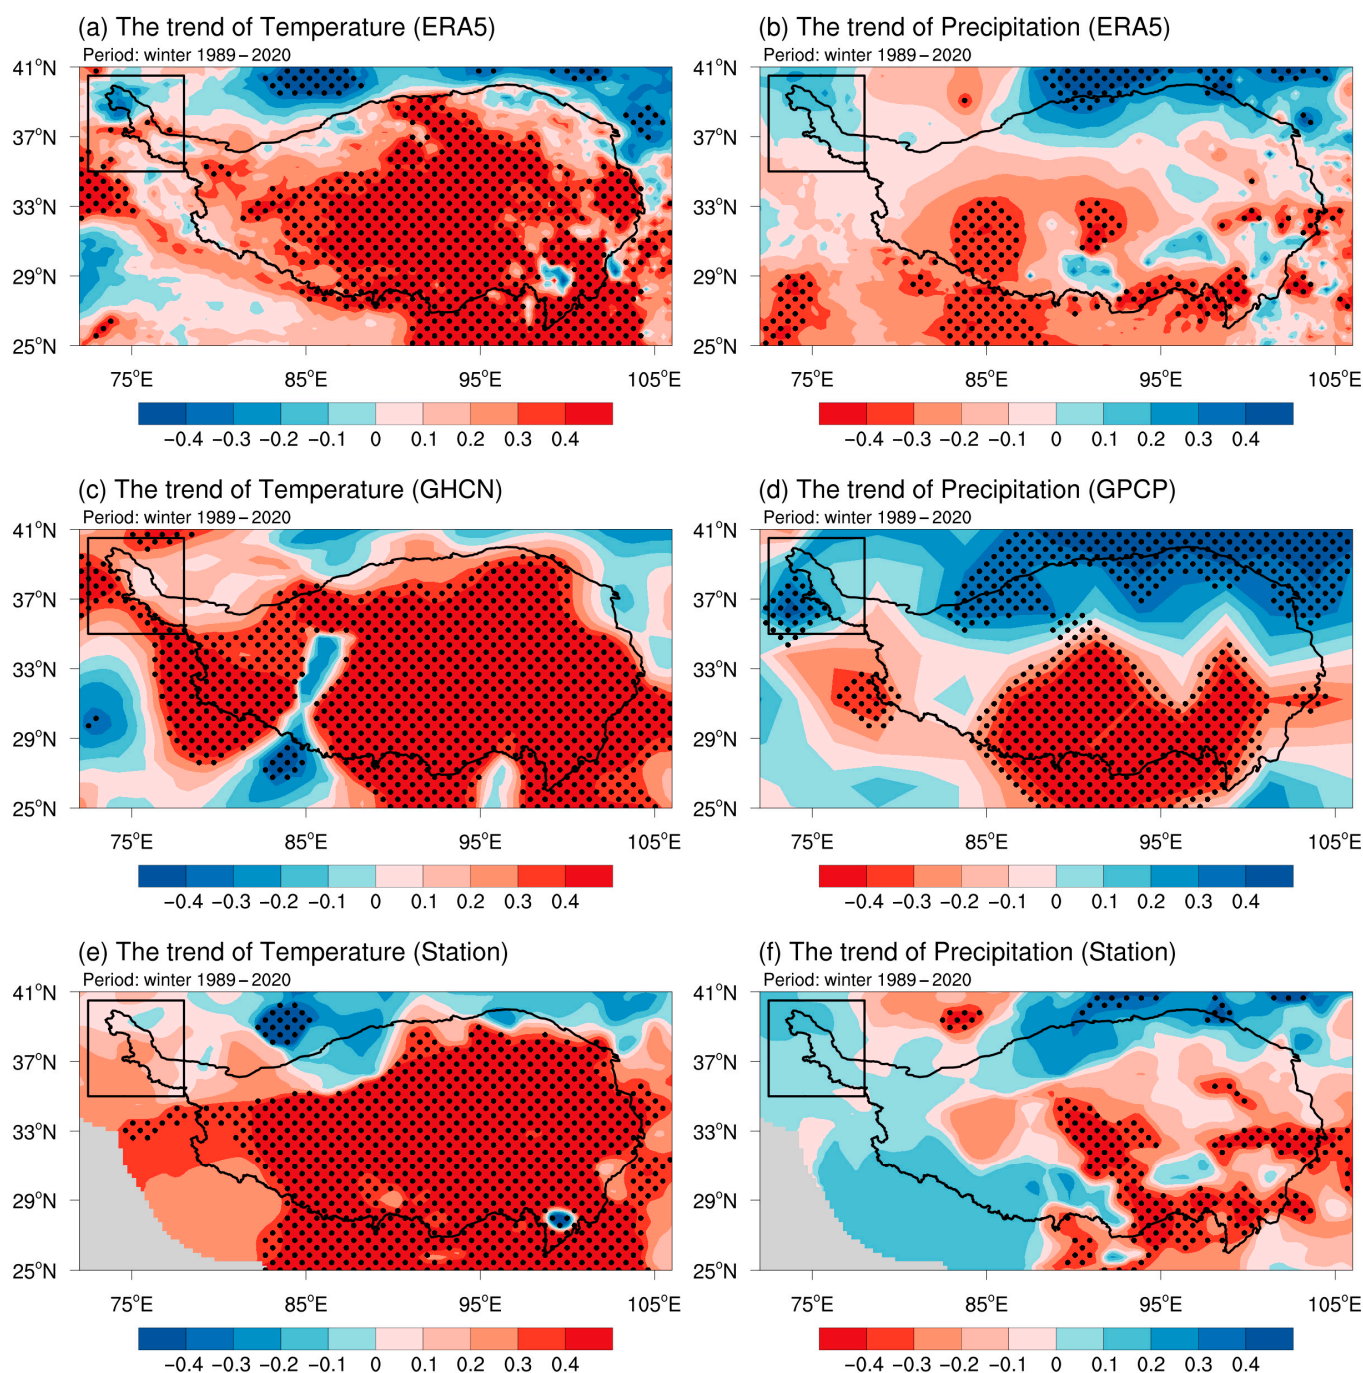 (a) The trend of Temperature (ERA5)
Period: winter 1989−2020
41°N
37°N
33°N
29°N
25°N
75°E 85°E 95°E 105°E
−0.4 −0.3 −0.2 −0.1 0 0.1 0.2 0.3 0.4
(b) The trend of Precipitation (ERA5)
Period: winter 1989−2020
41°N
37°N
33°N
29°N
25°N
75°E 85°E 95°E 105°E
−0.4 −0.3 −0.2 −0.1 0 0.1 0.2 0.3 0.4
(c) The trend of Temperature (GHCN)
Period: winter 1989−2020
41°N
37°N
33°N
29°N
25°N
75°E 85°E 95°E 105°E
−0.4 −0.3 −0.2 −0.1 0 0.1 0.2 0.3 0.4
(d) The trend of Precipitation (GPCP)
Period: winter 1989−2020
41°N
37°N
33°N
29°N
25°N
75°E 85°E 95°E 105°E
−0.4 −0.3 −0.2 −0.1 0 0.1 0.2 0.3 0.4
(e) The trend of Temperature (Station)
Period: winter 1989−2020
41°N
37°N
33°N
29°N
25°N
75°E 85°E 95°E 105°E
−0.4 −0.3 −0.2 −0.1 0 0.1 0.2 0.3 0.4
(f) The trend of Precipitation (Station)
Period: winter 1989−2020
41°N
37°N
33°N
29°N
25°N
75°E 85°E 95°E 105°E
−0.4 −0.3 −0.2 −0.1 0 0.1 0.2 0.3 0.4